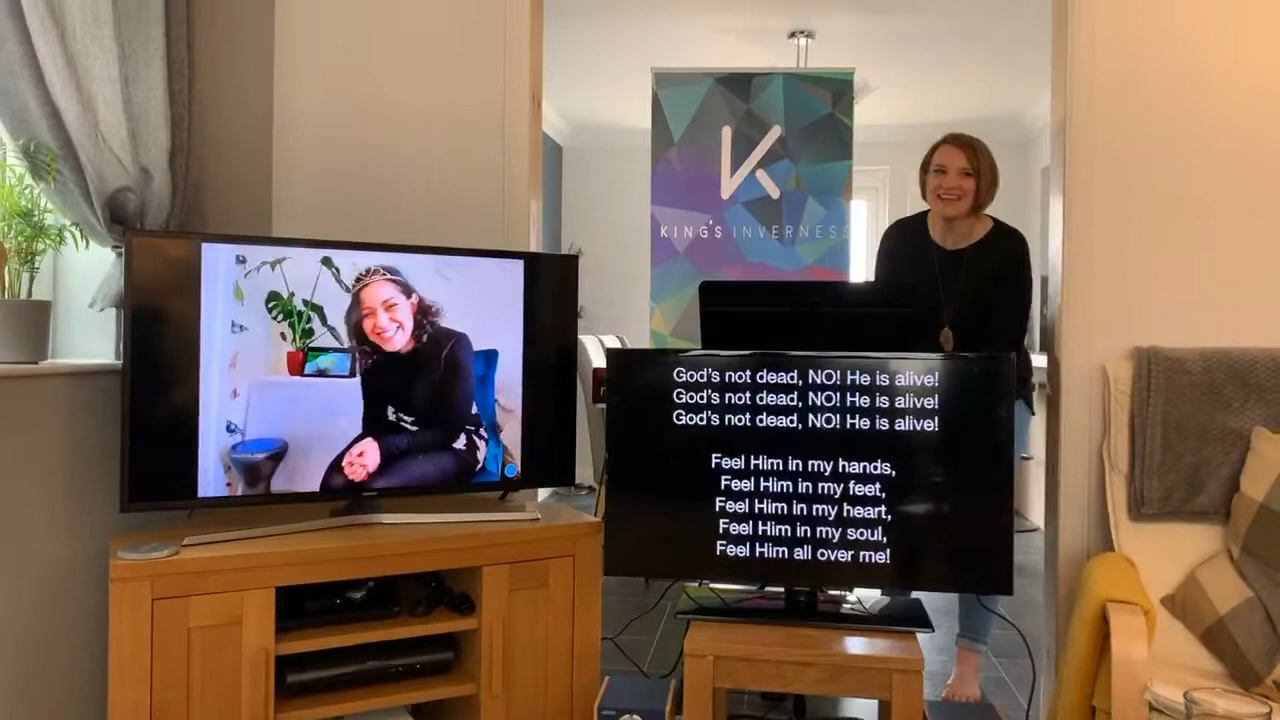 K
KING'S INVERNESS
God's not dead, NO! He is alive!
God's not dead, NO! He is alive!
God's not dead, NO! He is alive!
Feel Him in my hands,
Feel Him in my feet,
Feel Him in my heart,
Feel Him in my soul,
Feel Him all over me!